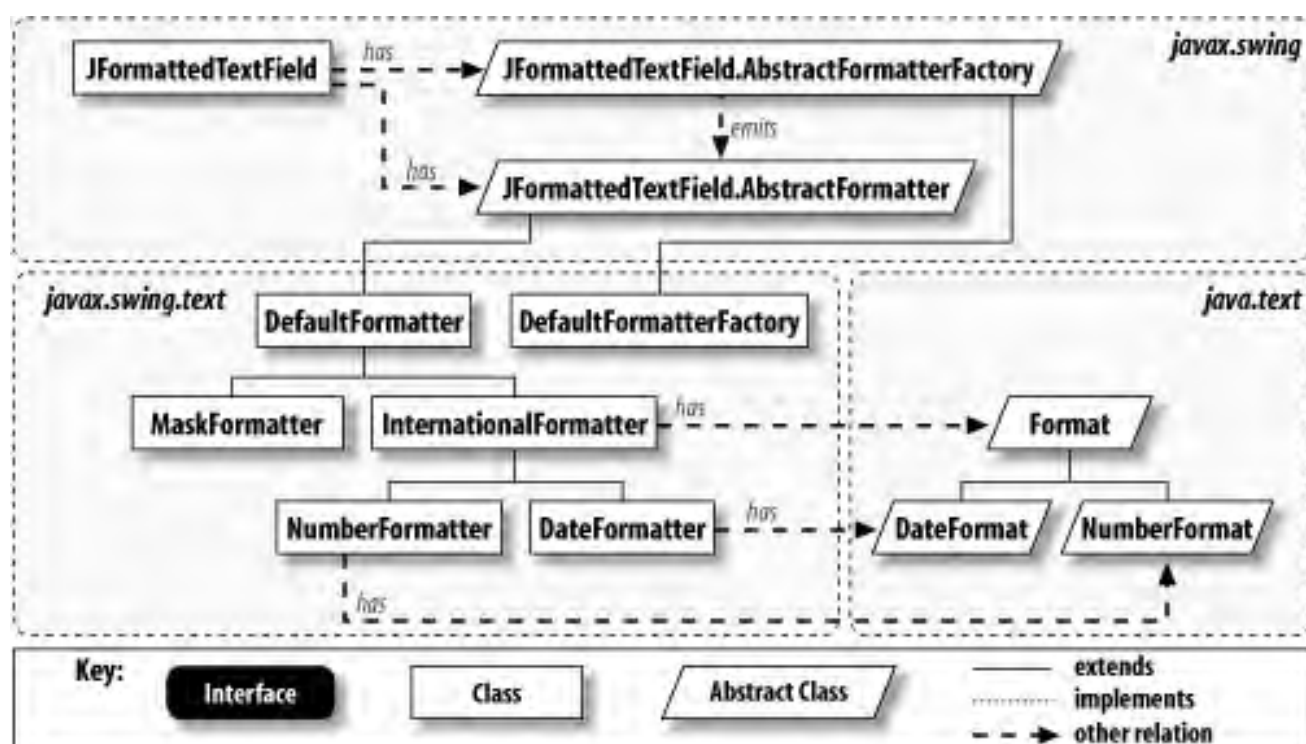 javax.swing
JFormattedTextField
has
JFormattedTextField.AbstractFormatterFactory
emits
has
JFormattedTextField.AbstractFormatter
javax.swing.text
java.text
DefaultFormatter
DefaultFormatterFactory
MaskFormatter
InternationalFormatter
has
Format
NumberFormatter
DateFormatter
has
DateFormat
NumberFormat
has
Key:
Interface
Class
Abstract Class
extends
implements
other relation